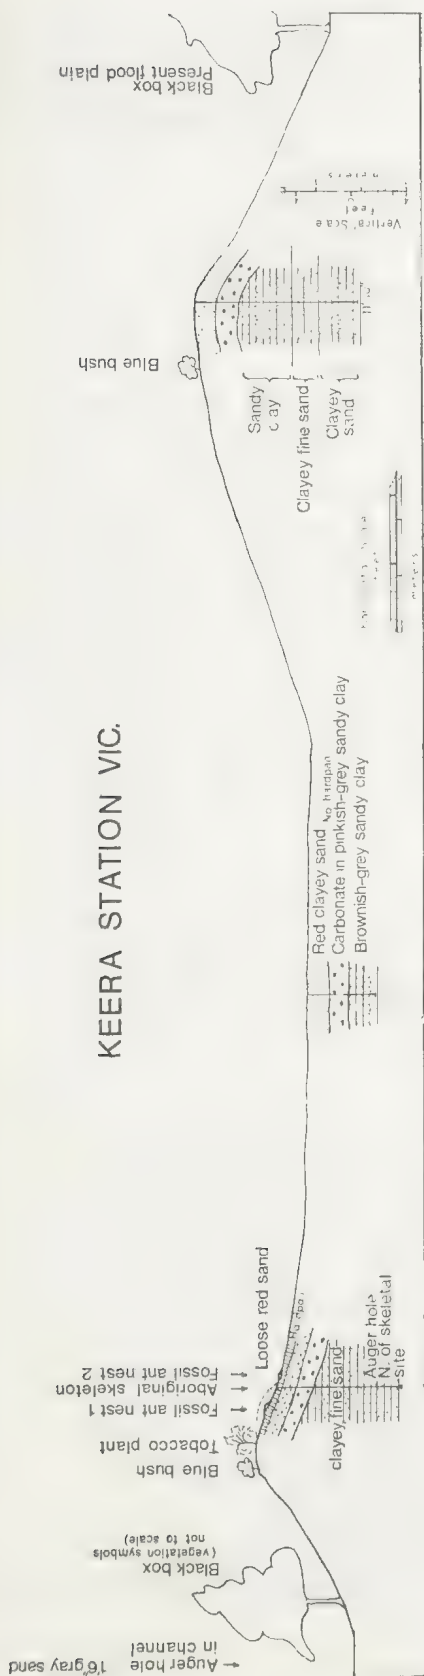 KEERA STATION VIC.
Auger hole
in channel
1'6" gray sand
Black box
(vegetation symbols
not to scale)
Blue bush
Tobacco plant
Fossil ant nest 1
Aboriginal skeleton
Fossil ant nest 2
Loose red sand
clayey fine sand
Auger hole
N. of skeletal
site
Red clayey sand
No hardpan
Carbonate in pinkish-grey sandy clay
Brownish-grey sandy clay
Blue bush
Sandy
clay
Clayey fine sand
Clayey
sand
Vertical Scale
feet
Black box
Present flood plain
meters